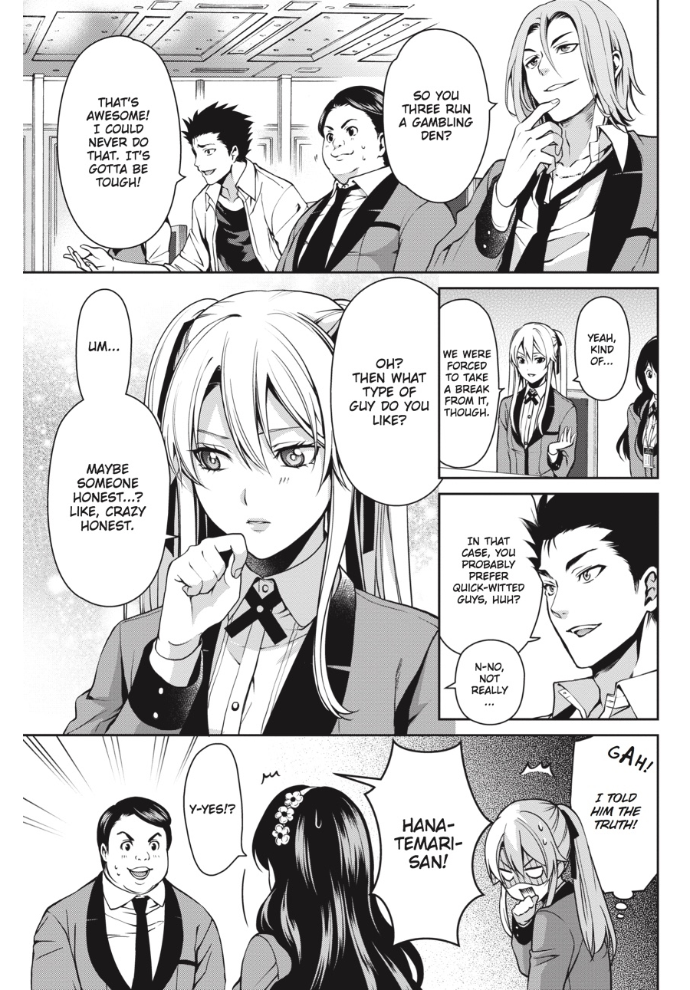 SO YOU
THREE RUN
A GAMBLING
DEN?
THAT'S
AWESOME!
I COULD
NEVER DO
THAT. IT'S
GOTTA BE
TOUGH!
YEAH,
KIND
OF...
WE WERE
FORCED
TO TAKE
A BREAK
FROM IT,
THOUGH.
IN THAT
CASE, YOU
PROBABLY
PREFER
QUICK-WITTED
GUYS, HUH?
N-NO,
NOT
REALLY
...
OH?
THEN WHAT
TYPE OF
GUY DO YOU
LIKE?
UM...
MAYBE
SOMEONE
HONEST...?
LIKE, CRAZY
HONEST.
GAH!
I TOLD
HIM THE
TRUTH!
HANA-
TEMARI-
SAN!
Y-YES!?